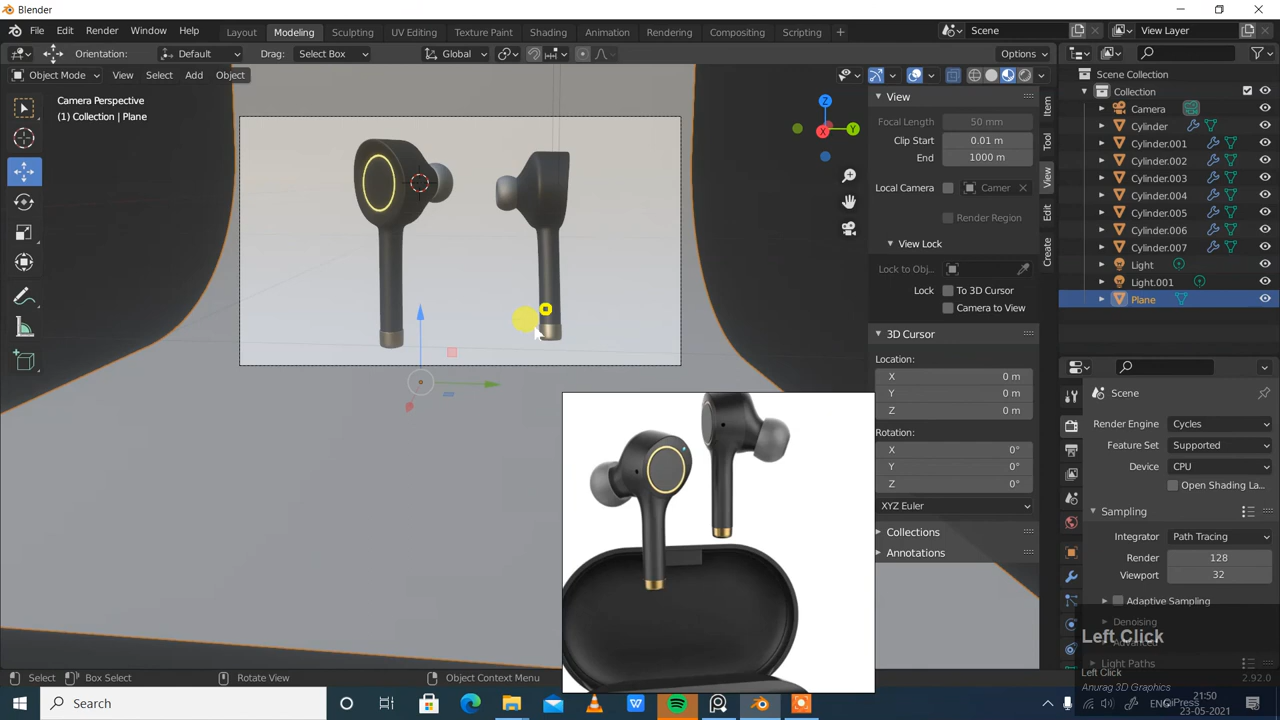 Blender
File Edit Render Window Help Layout Modeling Sculpting UV Editing Texture Paint Shading Animation Rendering Compositing Scripting + Scene View Layer
Orientation: Default Drag: Select Box Global Options
Object Mode View Select Add Object
Camera Perspective
(1) Collection | Plane
Z
Y
X
View
Focal Length 50 mm
Clip Start 0.01 m
End 1000 m
Local Camera Camer
Render Region
View Lock
Lock to Obj...
Lock To 3D Cursor
Camera to View
3D Cursor
Location:
X 0 m
Y 0 m
Z 0 m
Rotation:
X 0°
Y 0°
Z 0°
XYZ Euler
Collections
Annotations
Item
Tool
View
Edit
Create
Scene Collection
Collection
Camera
Cylinder
Cylinder.001
Cylinder.002
Cylinder.003
Cylinder.004
Cylinder.005
Cylinder.006
Cylinder.007
Light
Light.001
Plane
Scene
Render Engine Cycles
Feature Set Supported
Device CPU
Open Shading La...
Sampling
Integrator Path Tracing
Render 128
Viewport 32
Adaptive Sampling
Denoising
Advanced
Light Paths
Left Click
Left Click
Anurag 3D Graphics
Select Box Select Rotate View Object Context Menu 2.92.0
Search
ENG
21:50
23-05-2021